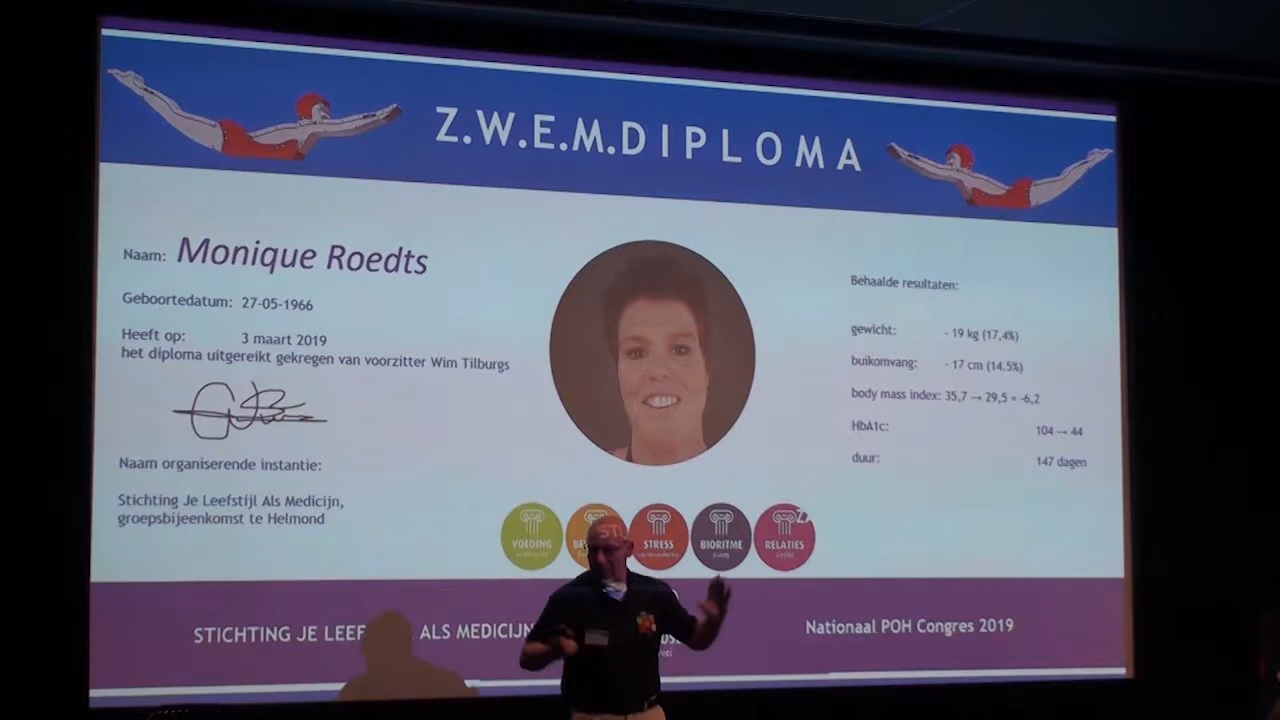 Z.W.E.M.DIPLOMA
Naam: Monique Roedts
Geboortedatum: 27-05-1966
Heeft op: 3 maart 2019
het diploma uitgereikt gekregen van voorzitter Wim Tilburgs
Naam organiserende instantie:
Stichting Je Leefstijl Als Medicijn,
groepsbijeenkomst te Helmond
Behaalde resultaten:
gewicht: - 19 kg (17,4%)
buikomvang: - 17 cm (14.5%)
body mass index: 35,7 → 29,5 = -6,2
HbA1c: 104 → 44
duur: 147 dagen
VOEDING
STRESS
BIORITME
RELATIES
STICHTING JE ALS MEDICIJN
Nationaal POH Congres 2019